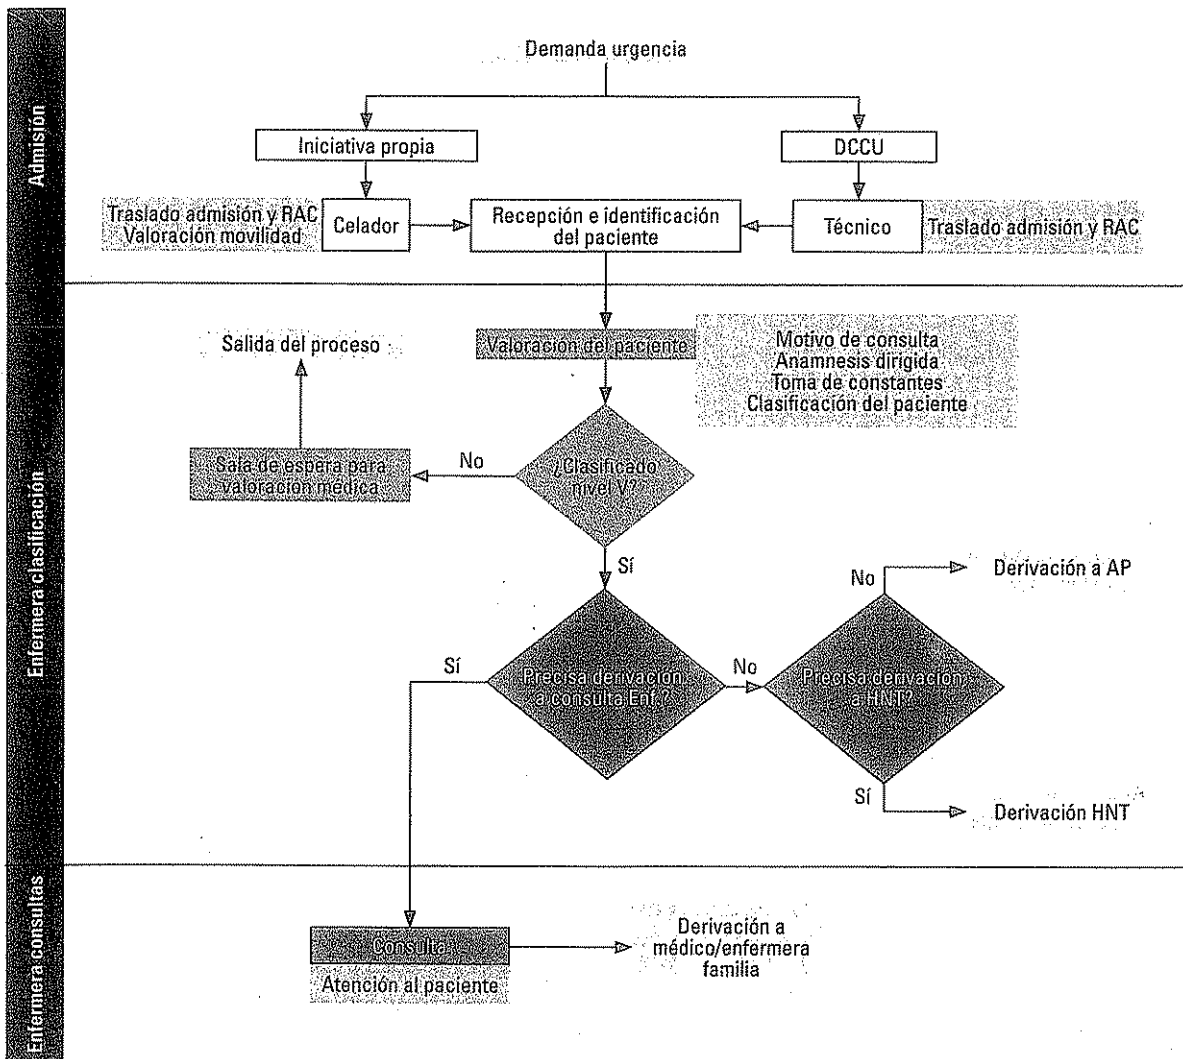 Admisión
Demanda urgencia
Iniciativa propia
DCCU
Traslado admisión y RAC
Valoración movilidad
Celador
Recepción e identificación
del paciente
Técnico
Traslado admisión y RAC
Enfermera clasificación
Salida del proceso
Valoración del paciente
Motivo de consulta
Anamnesis dirigida
Toma de constantes
Clasificación del paciente
Sala de espera para
valoración médica
No
¿Clasificado
nivel V?
Sí
No
Derivación a AP
Sí
Precisa derivación
a consulta Enf.?
No
Precisa derivación
a HNT?
Sí
Derivación HNT
Enfermera consultas
Consulta
Atención al paciente
Derivación a
médico/enfermera
familia